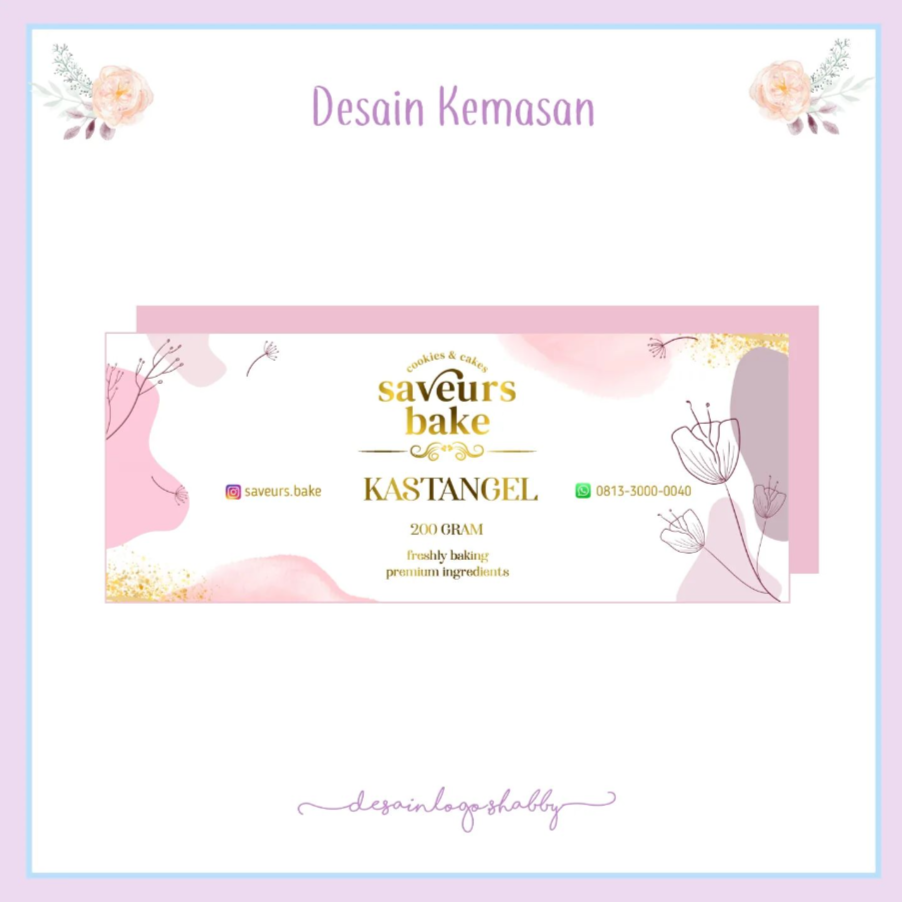 Desain Kemasan
cookies & cakes
saveurs
bake
KASTANGEL
saveurs.bake
0813-3000-0040
200 GRAM
freshly baking
premium ingredients
desainlogoshabby